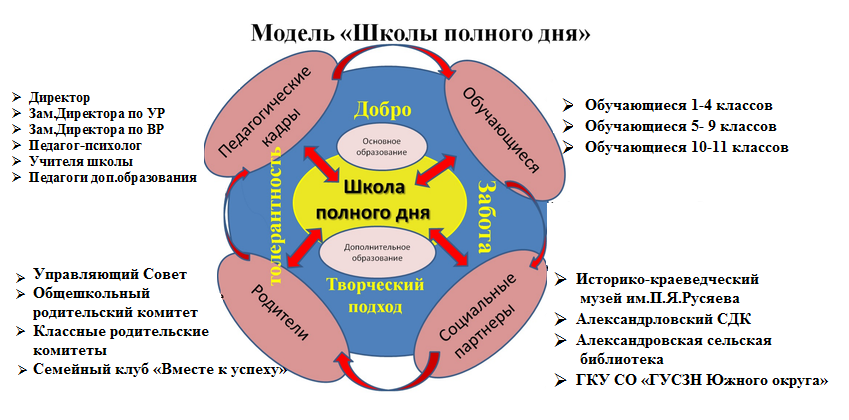 Модель «Школы полного дня»
Директор
Зам.Директора по УР
Зам.Директора по ВР
Педагог-психолог
Учителя школы
Педагоги доп.образования
Педагогические
кадры
Обучающиеся
Обучающиеся 1-4 классов
Обучающиеся 5- 9 классов
Обучающиеся 10-11 классов
Добро
Основное
образование
Школа
полного дня
толерантность
Забота
Дополнительное
образование
Творческий
подход
Управляющий Совет
Общешкольный
родительский комитет
Классные родительские
комитеты
Семейный клуб «Вместе к успеху»
Родители
Социальные
партнеры
Историко-краеведческий
музей им.П.Я.Русяева
Александрловский СДК
Александровская сельская
библиотека
ГКУ СО «ГУСЗН Южного округа»